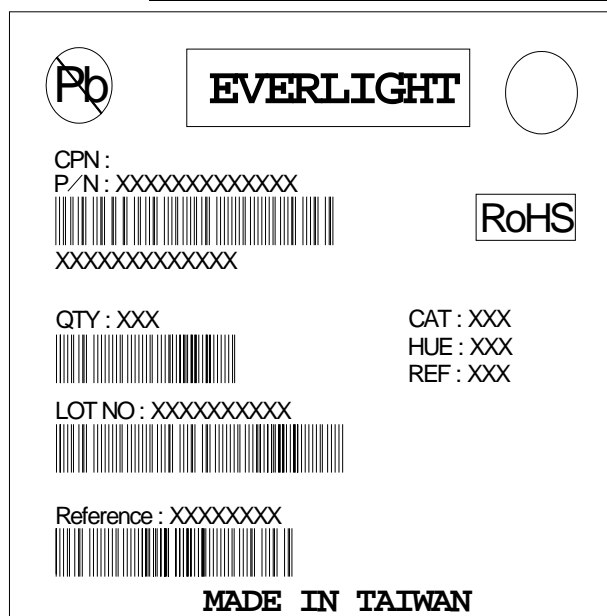 Pb
EVERLIGHT
CPN :
P/N : XXXXXXXXXXXXX
RoHS
XXXXXXXXXXXXX
QTY : XXX
CAT : XXX
HUE : XXX
REF : XXX
LOT NO : XXXXXXXXXX
Reference : XXXXXXXX
MADE IN TAIWAN